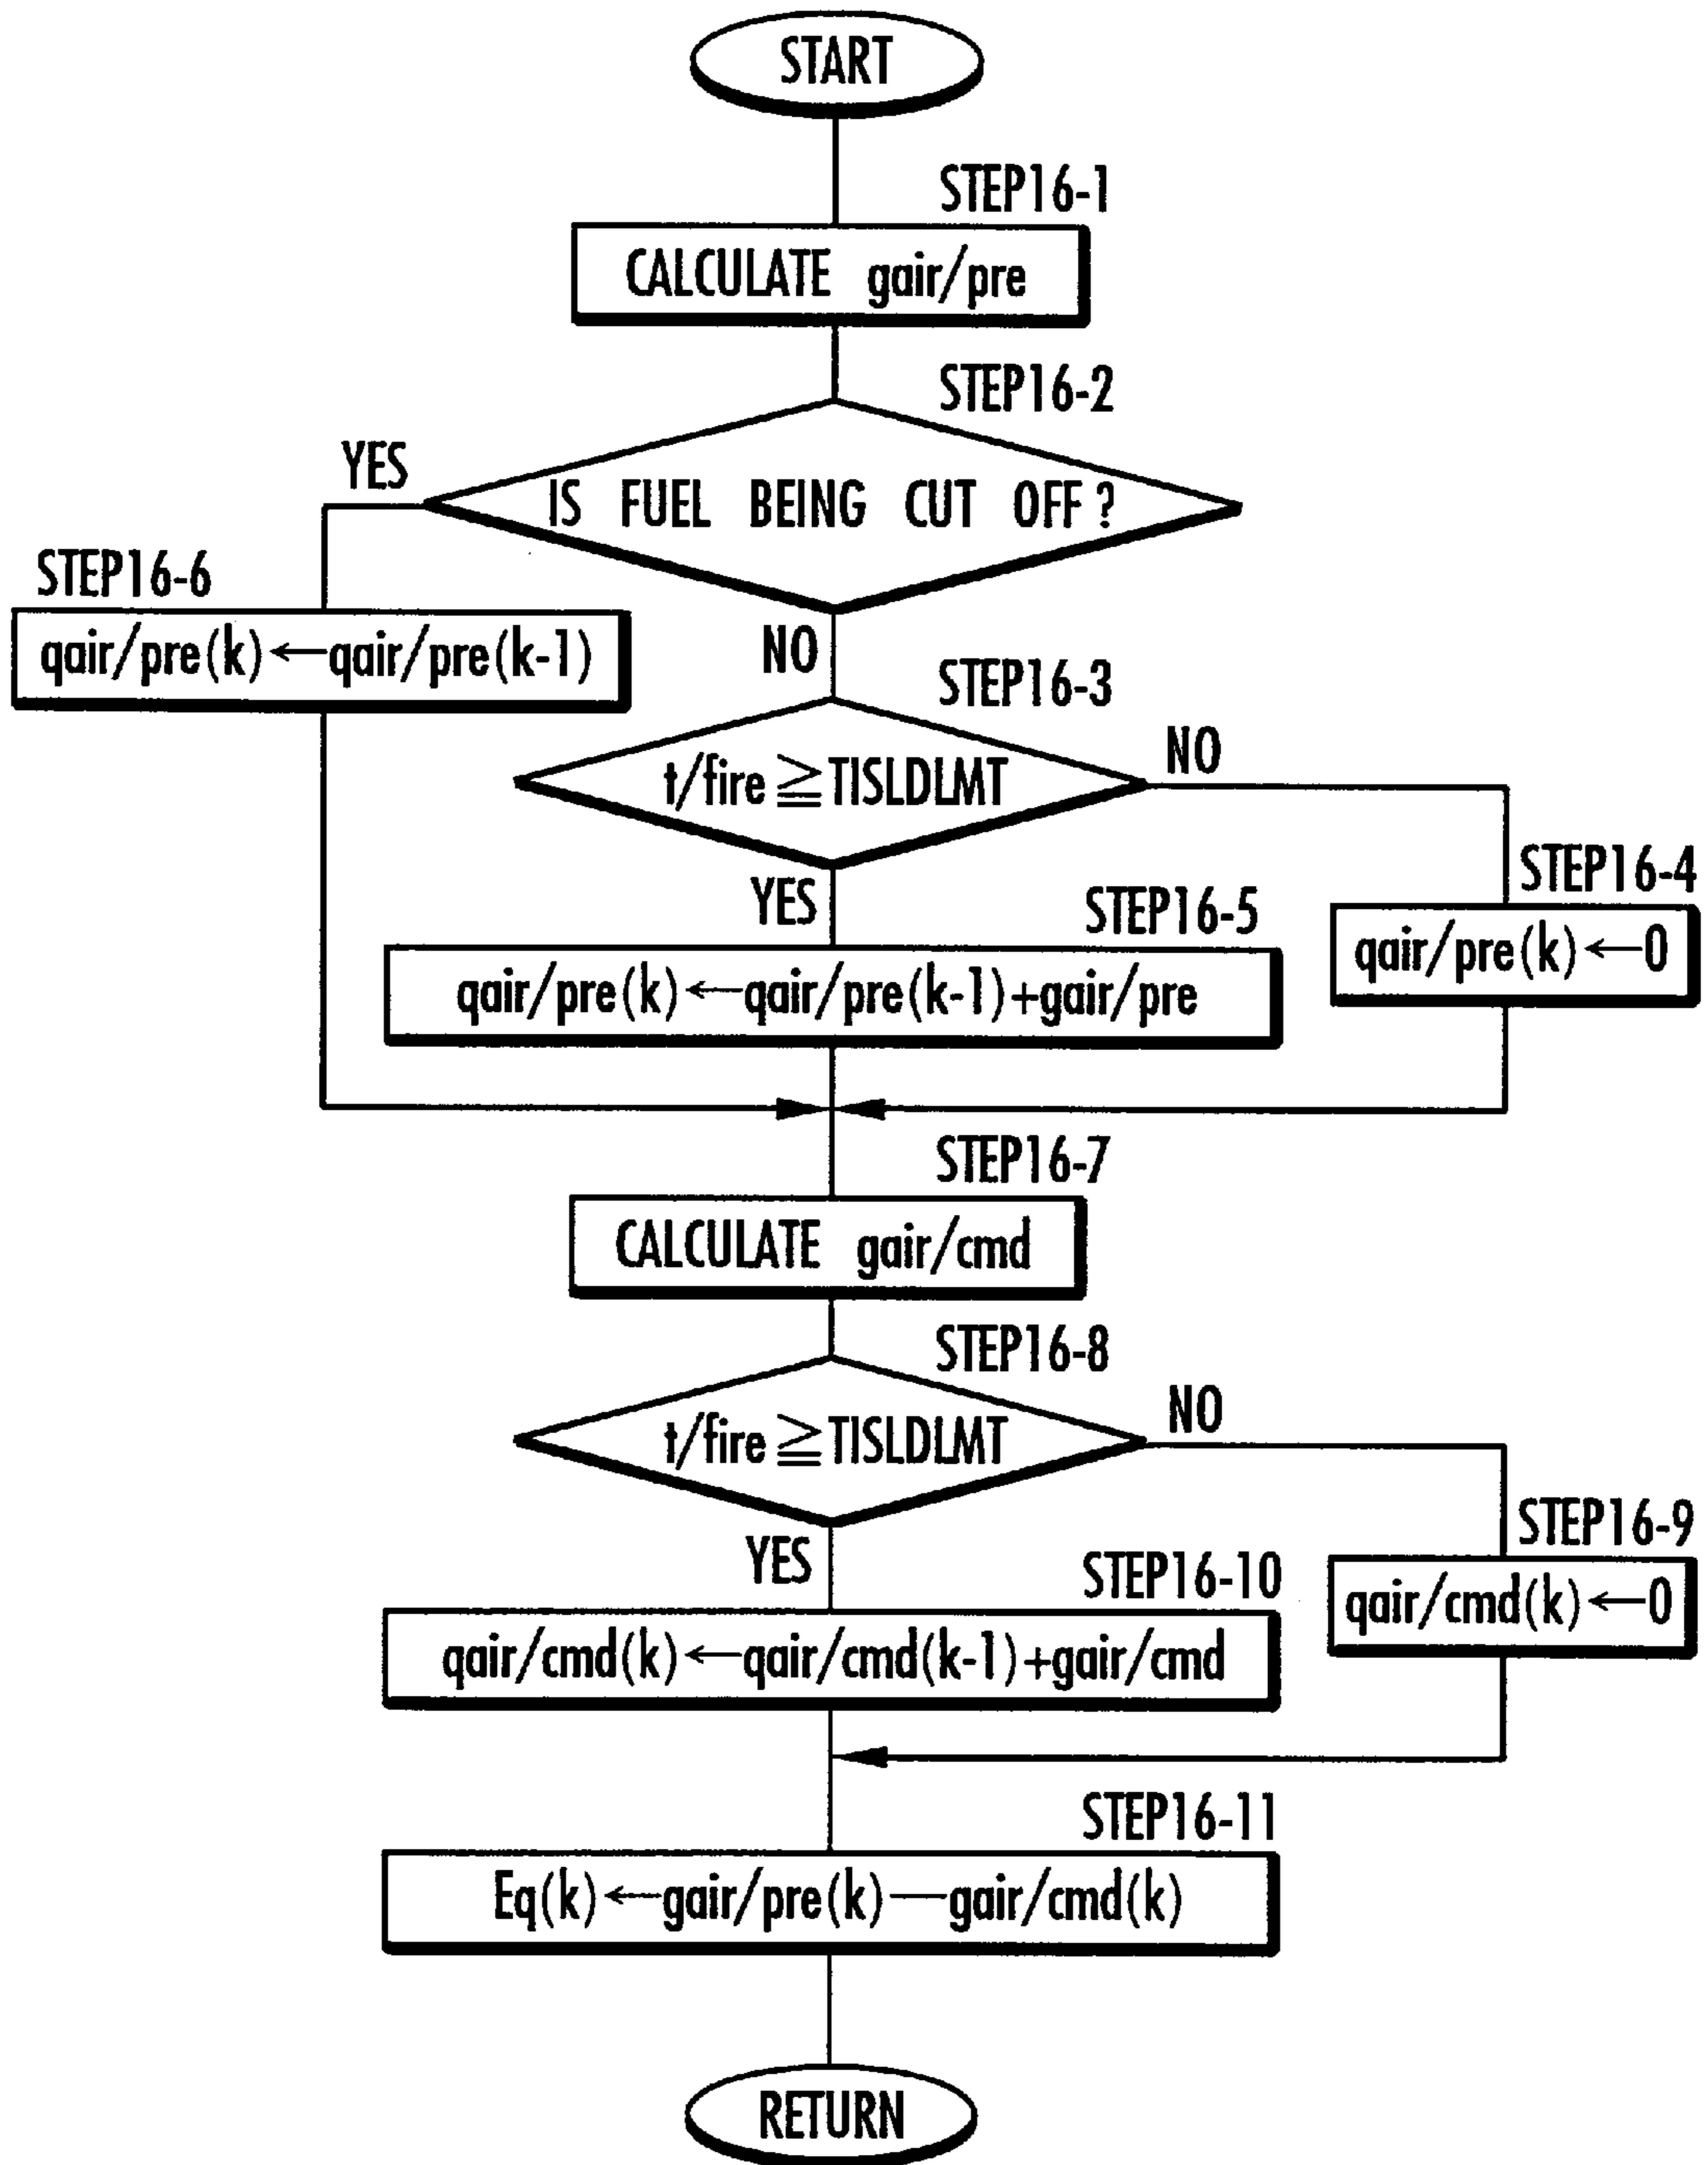 START
STEP16-1
CALCULATE gair/pre
STEP16-2
YES
IS FUEL BEING CUT OFF?
STEP16-6
qair/pre(k)←qair/pre(k-1)
NO
STEP16-3
t/fire≧TISLDLMT
NO
STEP16-4
qair/pre(k)←0
YES
STEP16-5
qair/pre(k)←qair/pre(k-1)+gair/pre
STEP16-7
CALCULATE gair/cmd
STEP16-8
t/fire≧TISLDLMT
NO
STEP16-9
qair/cmd(k)←0
YES
STEP16-10
qair/cmd(k)←qair/cmd(k-1)+gair/cmd
STEP16-11
Eq(k)←gair/pre(k)—gair/cmd(k)
RETURN